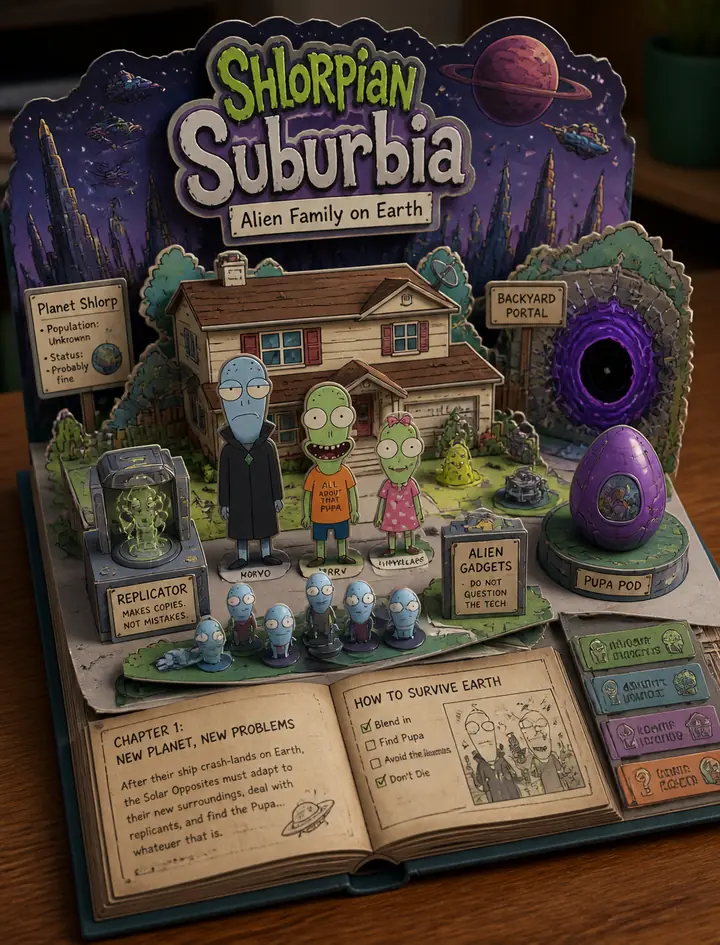 SHLORPIAN
Suburbia
Alien Family on Earth
Planet Shlorp
• Population:
Unknown
• Status:
Probably
fine
BACKYARD
PORTAL
ALL
ABOUT
THAT
PUPA
REPLICATOR
MAKES COPIES.
NOT MISTAKES.
ALIEN
GADGETS
- DO NOT
QUESTION
THE TECH
PUPA POD
CHAPTER 1:
NEW PLANET, NEW PROBLEMS
After their ship crash-lands on Earth,
the Solar Opposites must adapt to
their new surroundings, deal with
replicants, and find the Pupa...
whatever that is.
HOW TO SURVIVE EARTH
Blend in
Find Pupa
Avoid the
Don't Die